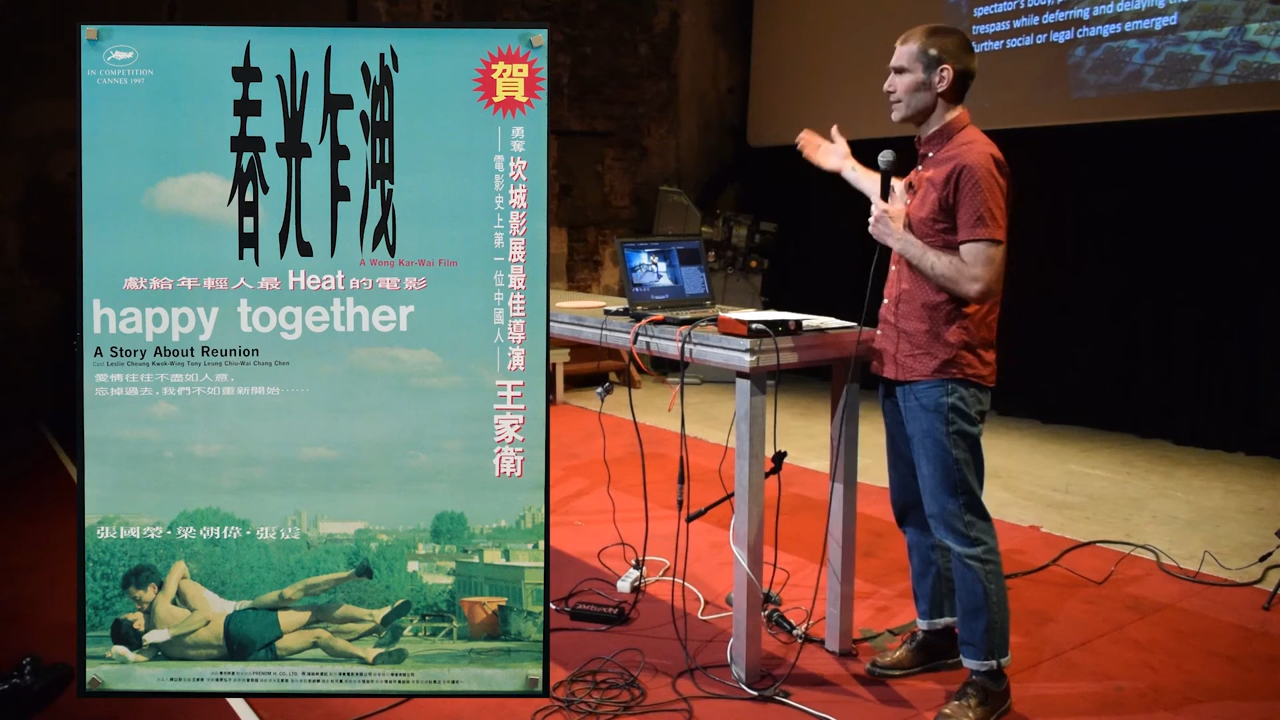 IN COMPETITION
CANNES 1997
春光乍洩
賀
勇奪坎城影展最佳導演王家衛
電影史上第一位中國人
A Wong Kar-Wai Film
獻給年輕人最Heat的電影
happy together
A Story About Reunion
Cast Leslie Cheung Kwok-Wing Tony Leung Chiu-Wai Chang Chen
愛情往往不盡如人意,
忘掉過去,我們不如重新開始……
張國榮·梁朝偉·張震
spectator's body,
trespass while deferring and delaying
further social or legal changes emerged